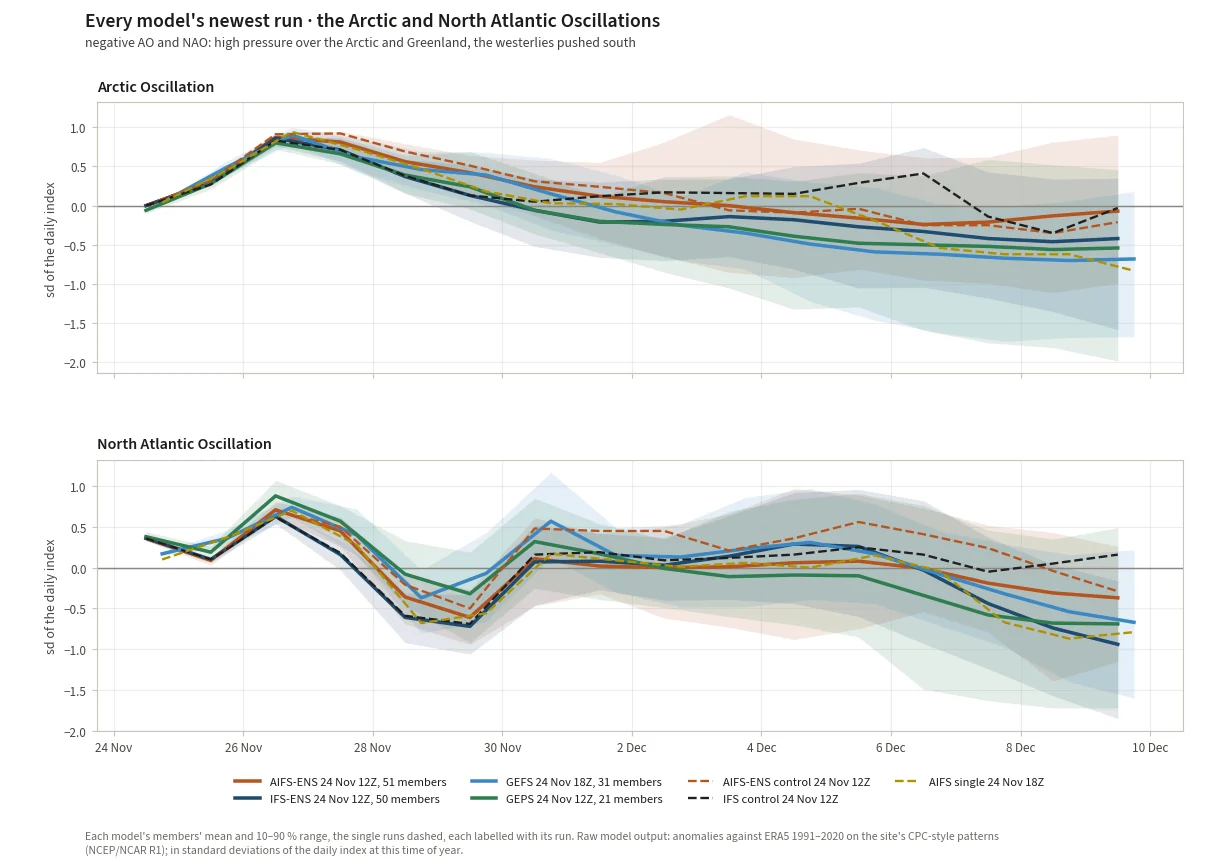 Every model's newest run · the Arctic and North Atlantic Oscillations
negative AO and NAO: high pressure over the Arctic and Greenland, the westerlies pushed south
Arctic Oscillation
1.0
0.5
0.0
−0.5
−1.0
−1.5
−2.0
sd of the daily index
North Atlantic Oscillation
1.0
0.5
0.0
−0.5
−1.0
−1.5
−2.0
sd of the daily index
24 Nov 26 Nov 28 Nov 30 Nov 2 Dec 4 Dec 6 Dec 8 Dec 10 Dec
AIFS-ENS 24 Nov 12Z, 51 members GEFS 24 Nov 18Z, 31 members AIFS-ENS control 24 Nov 12Z AIFS single 24 Nov 18Z
IFS-ENS 24 Nov 12Z, 50 members GEPS 24 Nov 12Z, 21 members IFS control 24 Nov 12Z
Each model's members' mean and 10–90 % range, the single runs dashed, each labelled with its run. Raw model output: anomalies against ERA5 1991–2020 on the site's CPC-style patterns
(NCEP/NCAR R1); in standard deviations of the daily index at this time of year.